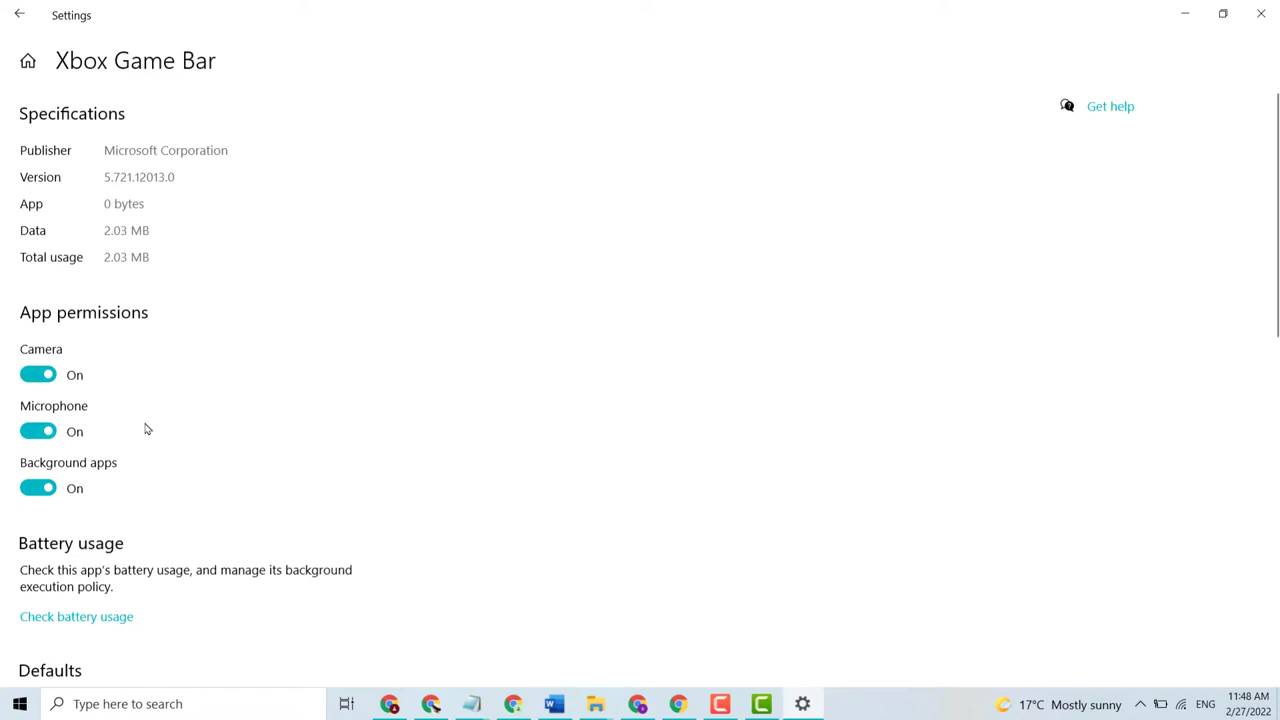 Settings
Xbox Game Bar
Specifications
Get help
Publisher Microsoft Corporation
Version 5.721.12013.0
App 0 bytes
Data 2.03 MB
Total usage 2.03 MB
App permissions
Camera
On
Microphone
On
Background apps
On
Battery usage
Check this app's battery usage, and manage its background
execution policy.
Check battery usage
Defaults
Type here to search
17°C Mostly sunny
ENG
11:48 AM
2/27/2022